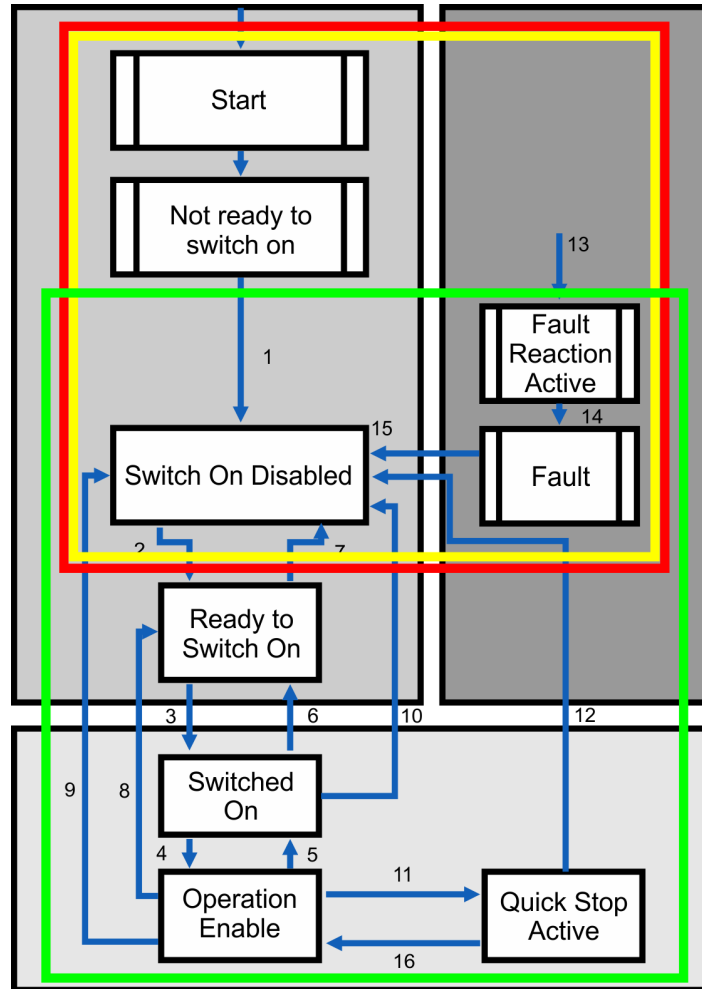 Start
Not ready to
switch on
13
Fault
Reaction
Active
1
14
15
Switch On Disabled
Fault
2
7
Ready to
Switch On
3
6
10
12
Switched
On
9
8
4
5
11
Operation
Enable
Quick Stop
Active
16